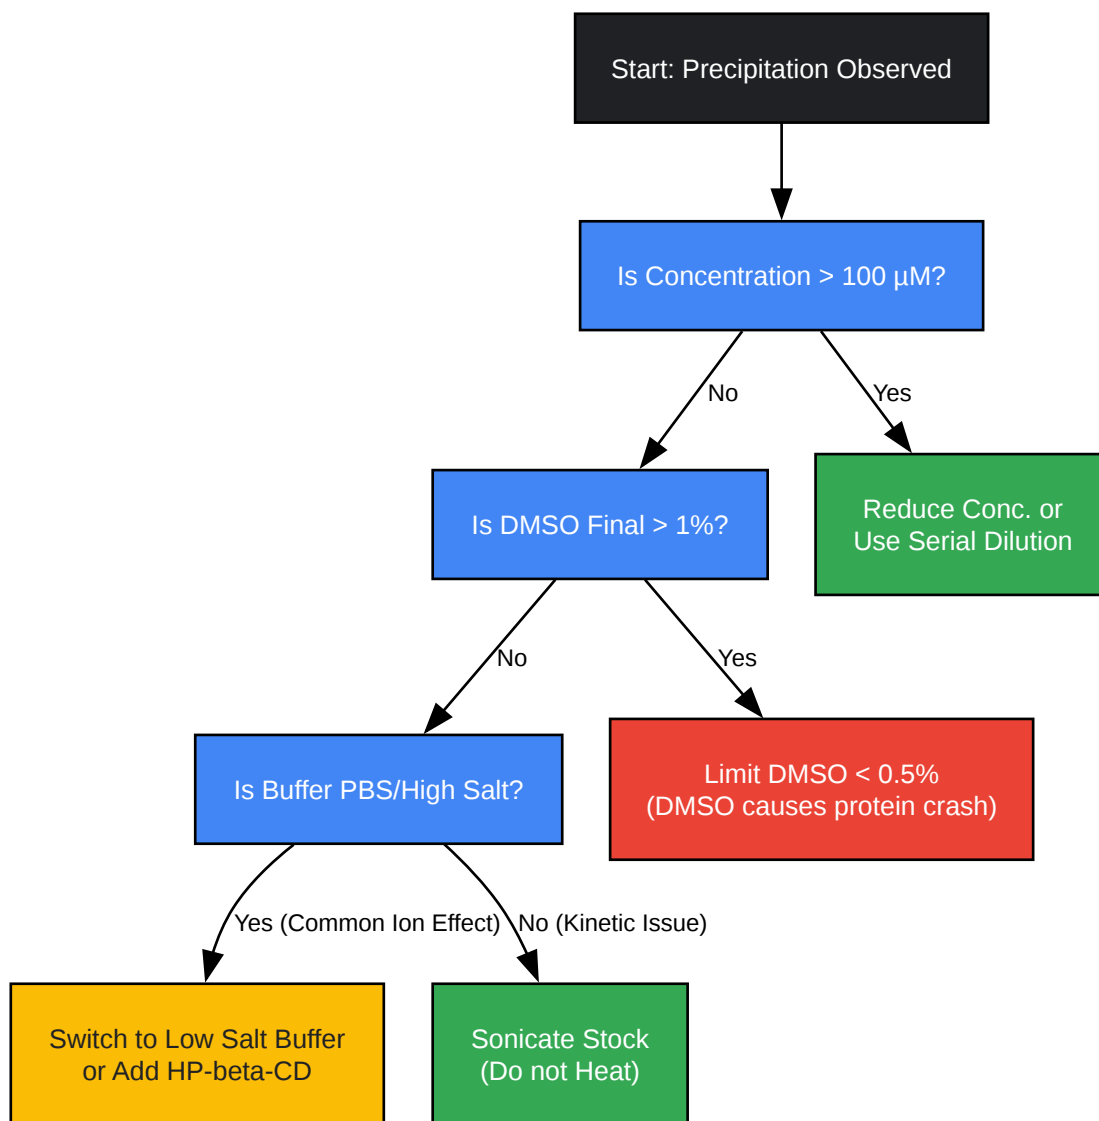 Start: Precipitation Observed
Is Concentration > 100 µM?
No
Yes
Is DMSO Final > 1%?
Reduce Conc. or
Use Serial Dilution
No
Yes
Is Buffer PBS/High Salt?
Limit DMSO < 0.5%
(DMSO causes protein crash)
Yes (Common Ion Effect)
No (Kinetic Issue)
Switch to Low Salt Buffer
or Add HP-beta-CD
Sonicate Stock
(Do not Heat)